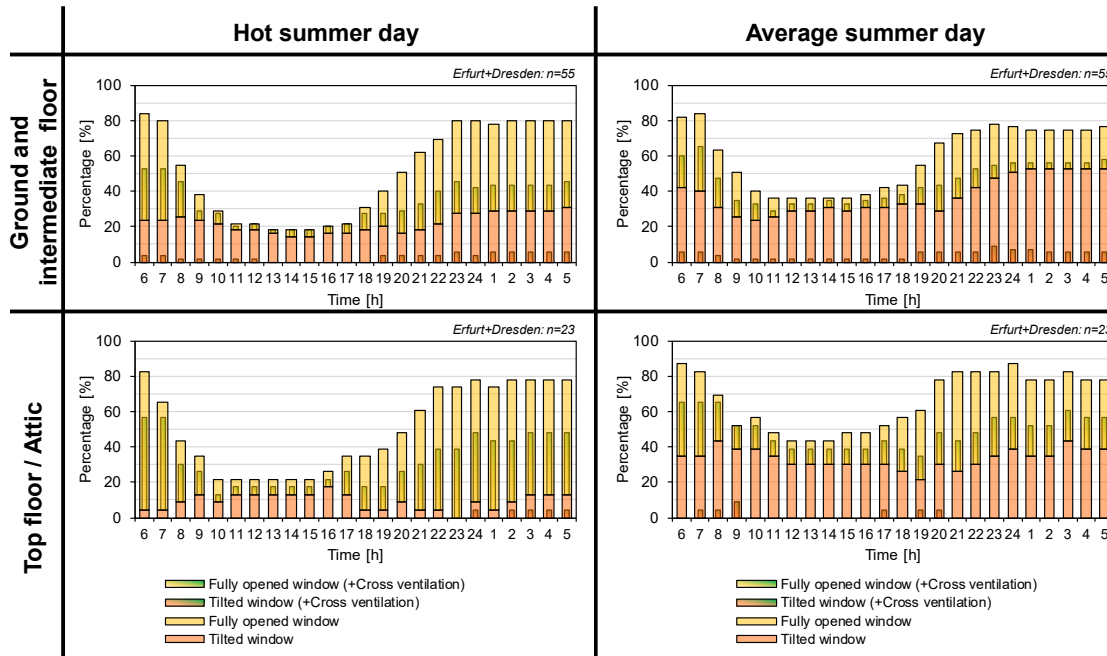 Hot summer day
Average summer day
Ground and
intermediate floor
Erfurt+Dresden: n=55
100
80
60
40
20
0
Percentage [%]
6 7 8 9 10 11 12 13 14 15 16 17 18 19 20 21 22 23 24 1 2 3 4 5
Time [h]
Erfurt+Dresden: n=55
100
80
60
40
20
0
Percentage [%]
6 7 8 9 10 11 12 13 14 15 16 17 18 19 20 21 22 23 24 1 2 3 4 5
Time [h]
Top floor / Attic
Erfurt+Dresden: n=23
100
80
60
40
20
0
Percentage [%]
6 7 8 9 10 11 12 13 14 15 16 17 18 19 20 21 22 23 24 1 2 3 4 5
Time [h]
Fully opened window (+Cross ventilation)
Tilted window (+Cross ventilation)
Fully opened window
Tilted window
Erfurt+Dresden: n=23
100
80
60
40
20
0
Percentage [%]
6 7 8 9 10 11 12 13 14 15 16 17 18 19 20 21 22 23 24 1 2 3 4 5
Time [h]
Fully opened window (+Cross ventilation)
Tilted window (+Cross ventilation)
Fully opened window
Tilted window